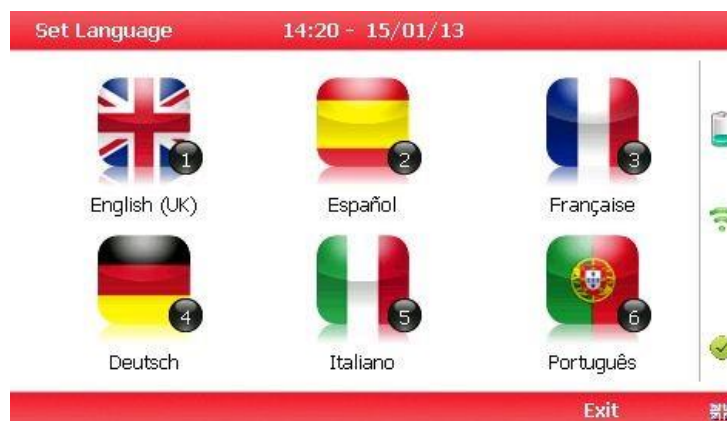 Set Language 14:20 - 15/01/13
1 2 3
English (UK) Español Française
4 5 6
Deutsch Italiano Português
Exit